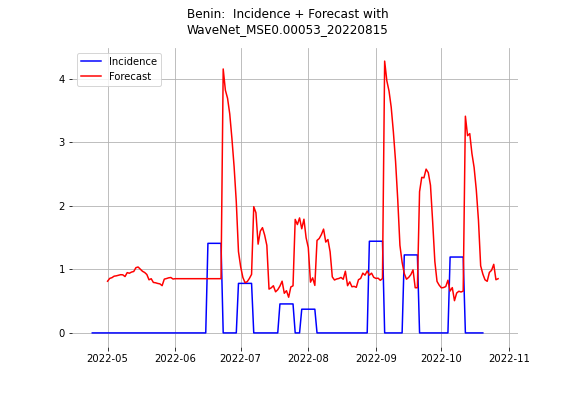 Benin:  Incidence + Forecast with
WaveNet_MSE0.00053_20220815
Incidence
Forecast
4
3
2
1
0
2022-05 2022-06 2022-07 2022-08 2022-09 2022-10 2022-11